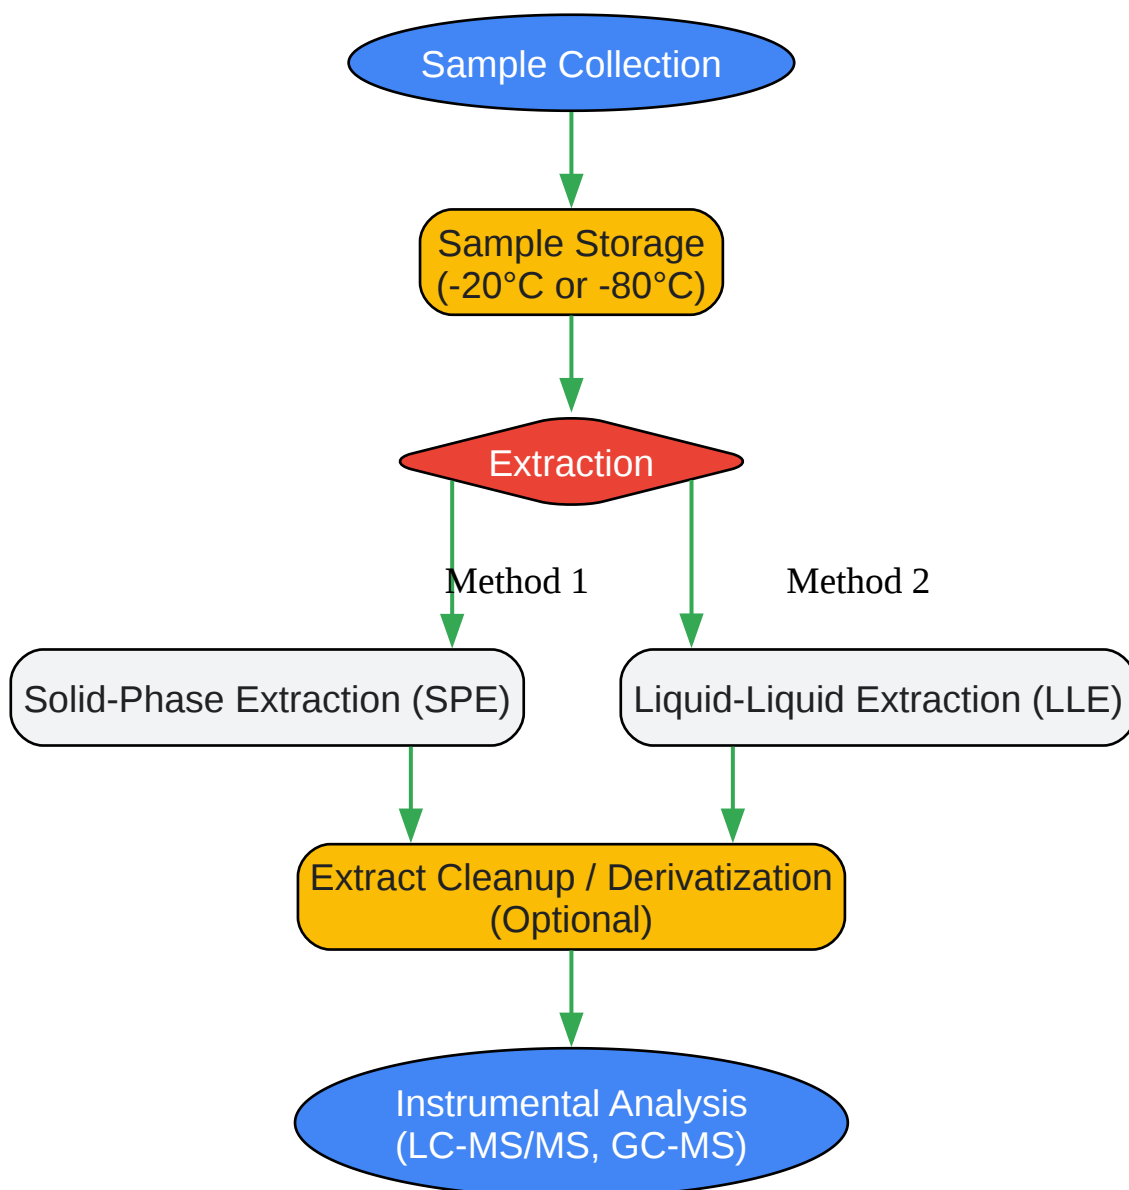 Sample Collection
Sample Storage
(-20°C or -80°C)
Extraction
Method 1
Method 2
Solid-Phase Extraction (SPE)
Liquid-Liquid Extraction (LLE)
Extract Cleanup / Derivatization
(Optional)
Instrumental Analysis
(LC-MS/MS, GC-MS)